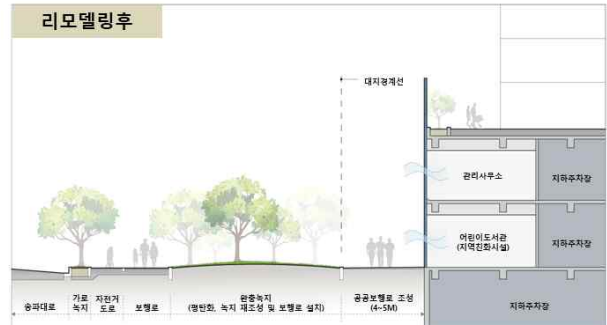 리모델링후
대지경계선
관리사무소
지하주차장
어린이도서관
(지역친화시설)
지하주차장
송파대로
가로
녹지
자전거
도로
보행로
완충녹지
(평탄화, 녹지 재조성 및 보행로 설치)
공공보행로 조성
(4~5M)
지하주차장